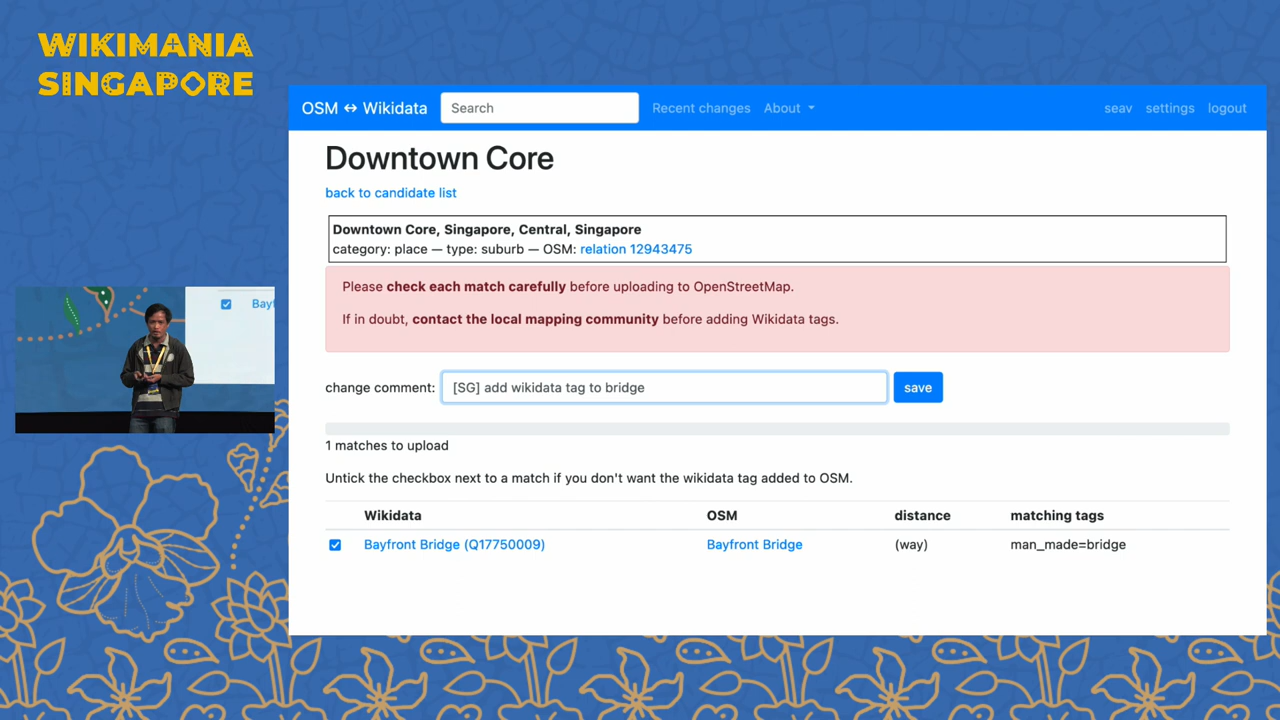 WIKIMANIA
SINGAPORE
OSM ↔ Wikidata
Search
Recent changes
About
seav
settings
logout
Downtown Core
back to candidate list
Downtown Core, Singapore, Central, Singapore
category: place — type: suburb — OSM: relation 12943475
Please check each match carefully before uploading to OpenStreetMap.
If in doubt, contact the local mapping community before adding Wikidata tags.
change comment: [SG] add wikidata tag to bridge save
1 matches to upload
Untick the checkbox next to a match if you don't want the wikidata tag added to OSM.
Wikidata OSM distance matching tags
Bayfront Bridge (Q17750009) Bayfront Bridge (way) man_made=bridge
Bayf